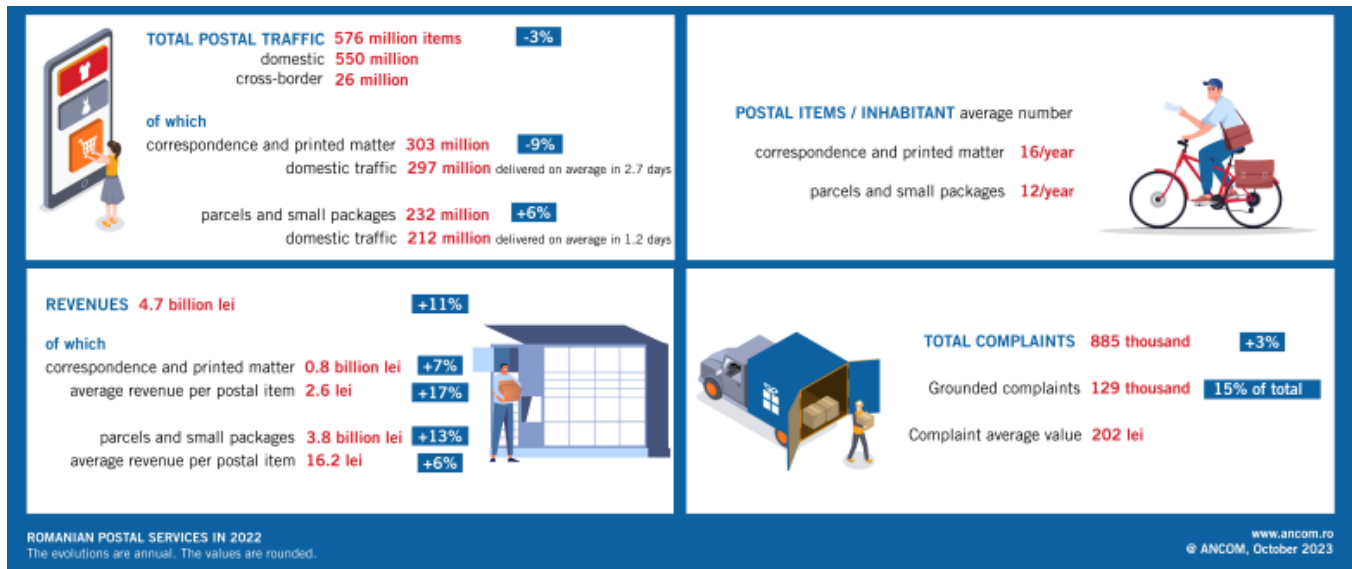 TOTAL POSTAL TRAFFIC 576 million items -3%
domestic 550 million
cross-border 26 million
of which
correspondence and printed matter 303 million -9%
domestic traffic 297 million delivered on average in 2.7 days
parcels and small packages 232 million +6%
domestic traffic 212 million delivered on average in 1.2 days
POSTAL ITEMS / INHABITANT average number
correspondence and printed matter 16/year
parcels and small packages 12/year
REVENUES 4.7 billion lei +11%
of which
correspondence and printed matter 0.8 billion lei +7%
average revenue per postal item 2.6 lei +17%
parcels and small packages 3.8 billion lei +13%
average revenue per postal item 16.2 lei +6%
TOTAL COMPLAINTS 885 thousand +3%
Grounded complaints 129 thousand 15% of total
Complaint average value 202 lei
ROMANIAN POSTAL SERVICES IN 2022
The evolutions are annual. The values are rounded.
www.ancom.ro
@ ANCOM, October 2023